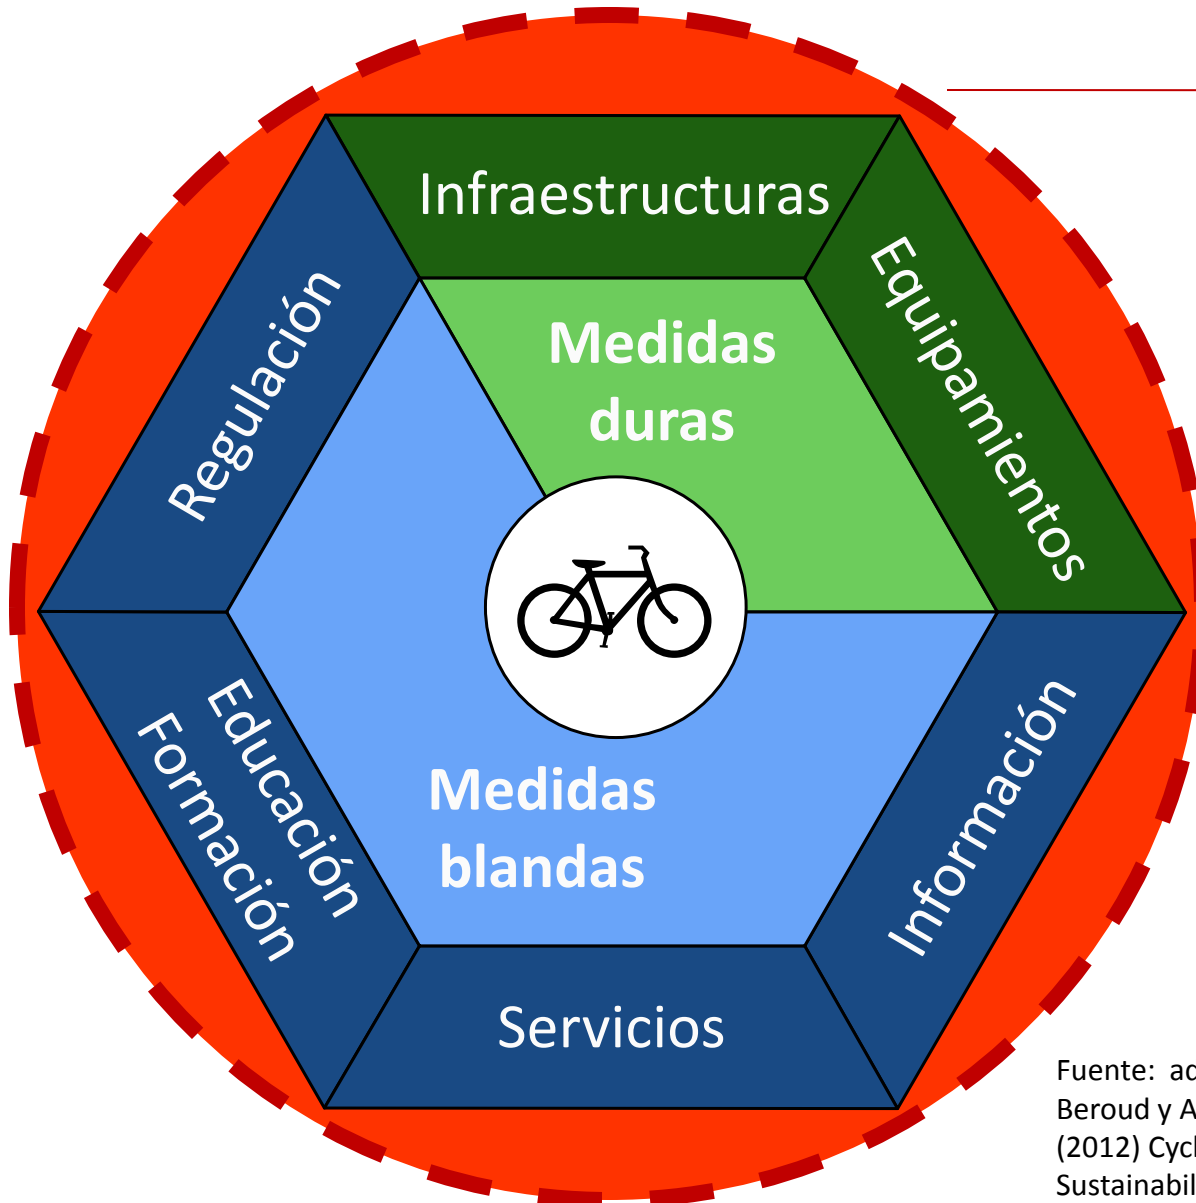 Infraestructuras
Equipamientos
Regulación
Medidas
duras
Medidas
blandas
Educación
Formación
Información
Servicios
Fuente:
Beroud y
(2012)